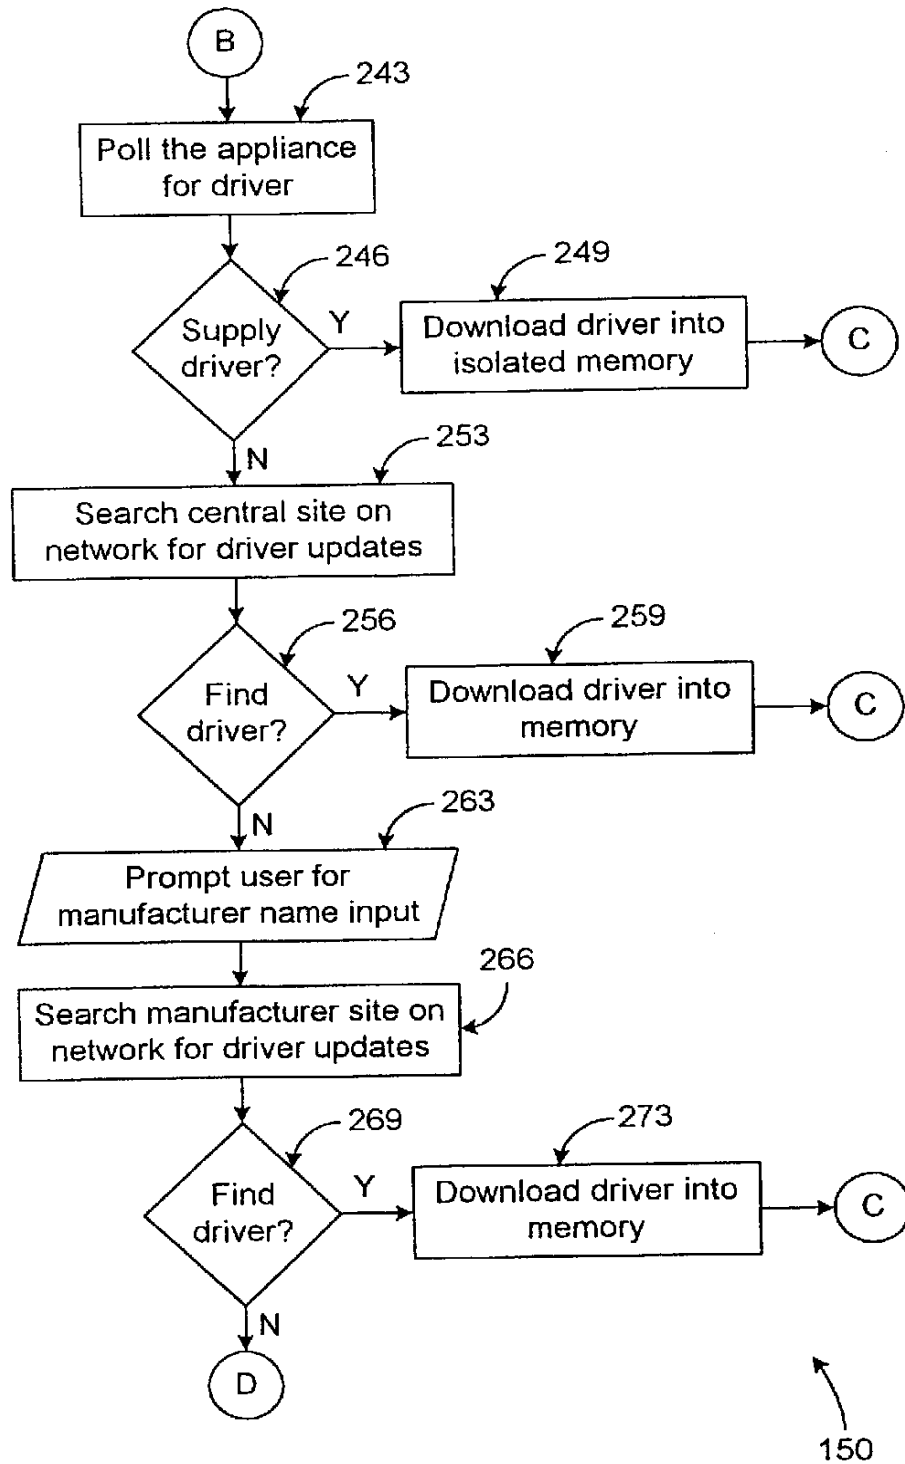 B
243
Poll the appliance
for driver
246
249
Supply
driver?
Y
Download driver into
isolated memory
C
N
253
Search central site on
network for driver updates
256
259
Find
driver?
Y
Download driver into
memory
C
N
263
Prompt user for
manufacturer name input
266
Search manufacturer site on
network for driver updates
269
273
Find
driver?
Y
Download driver into
memory
C
N
D
150